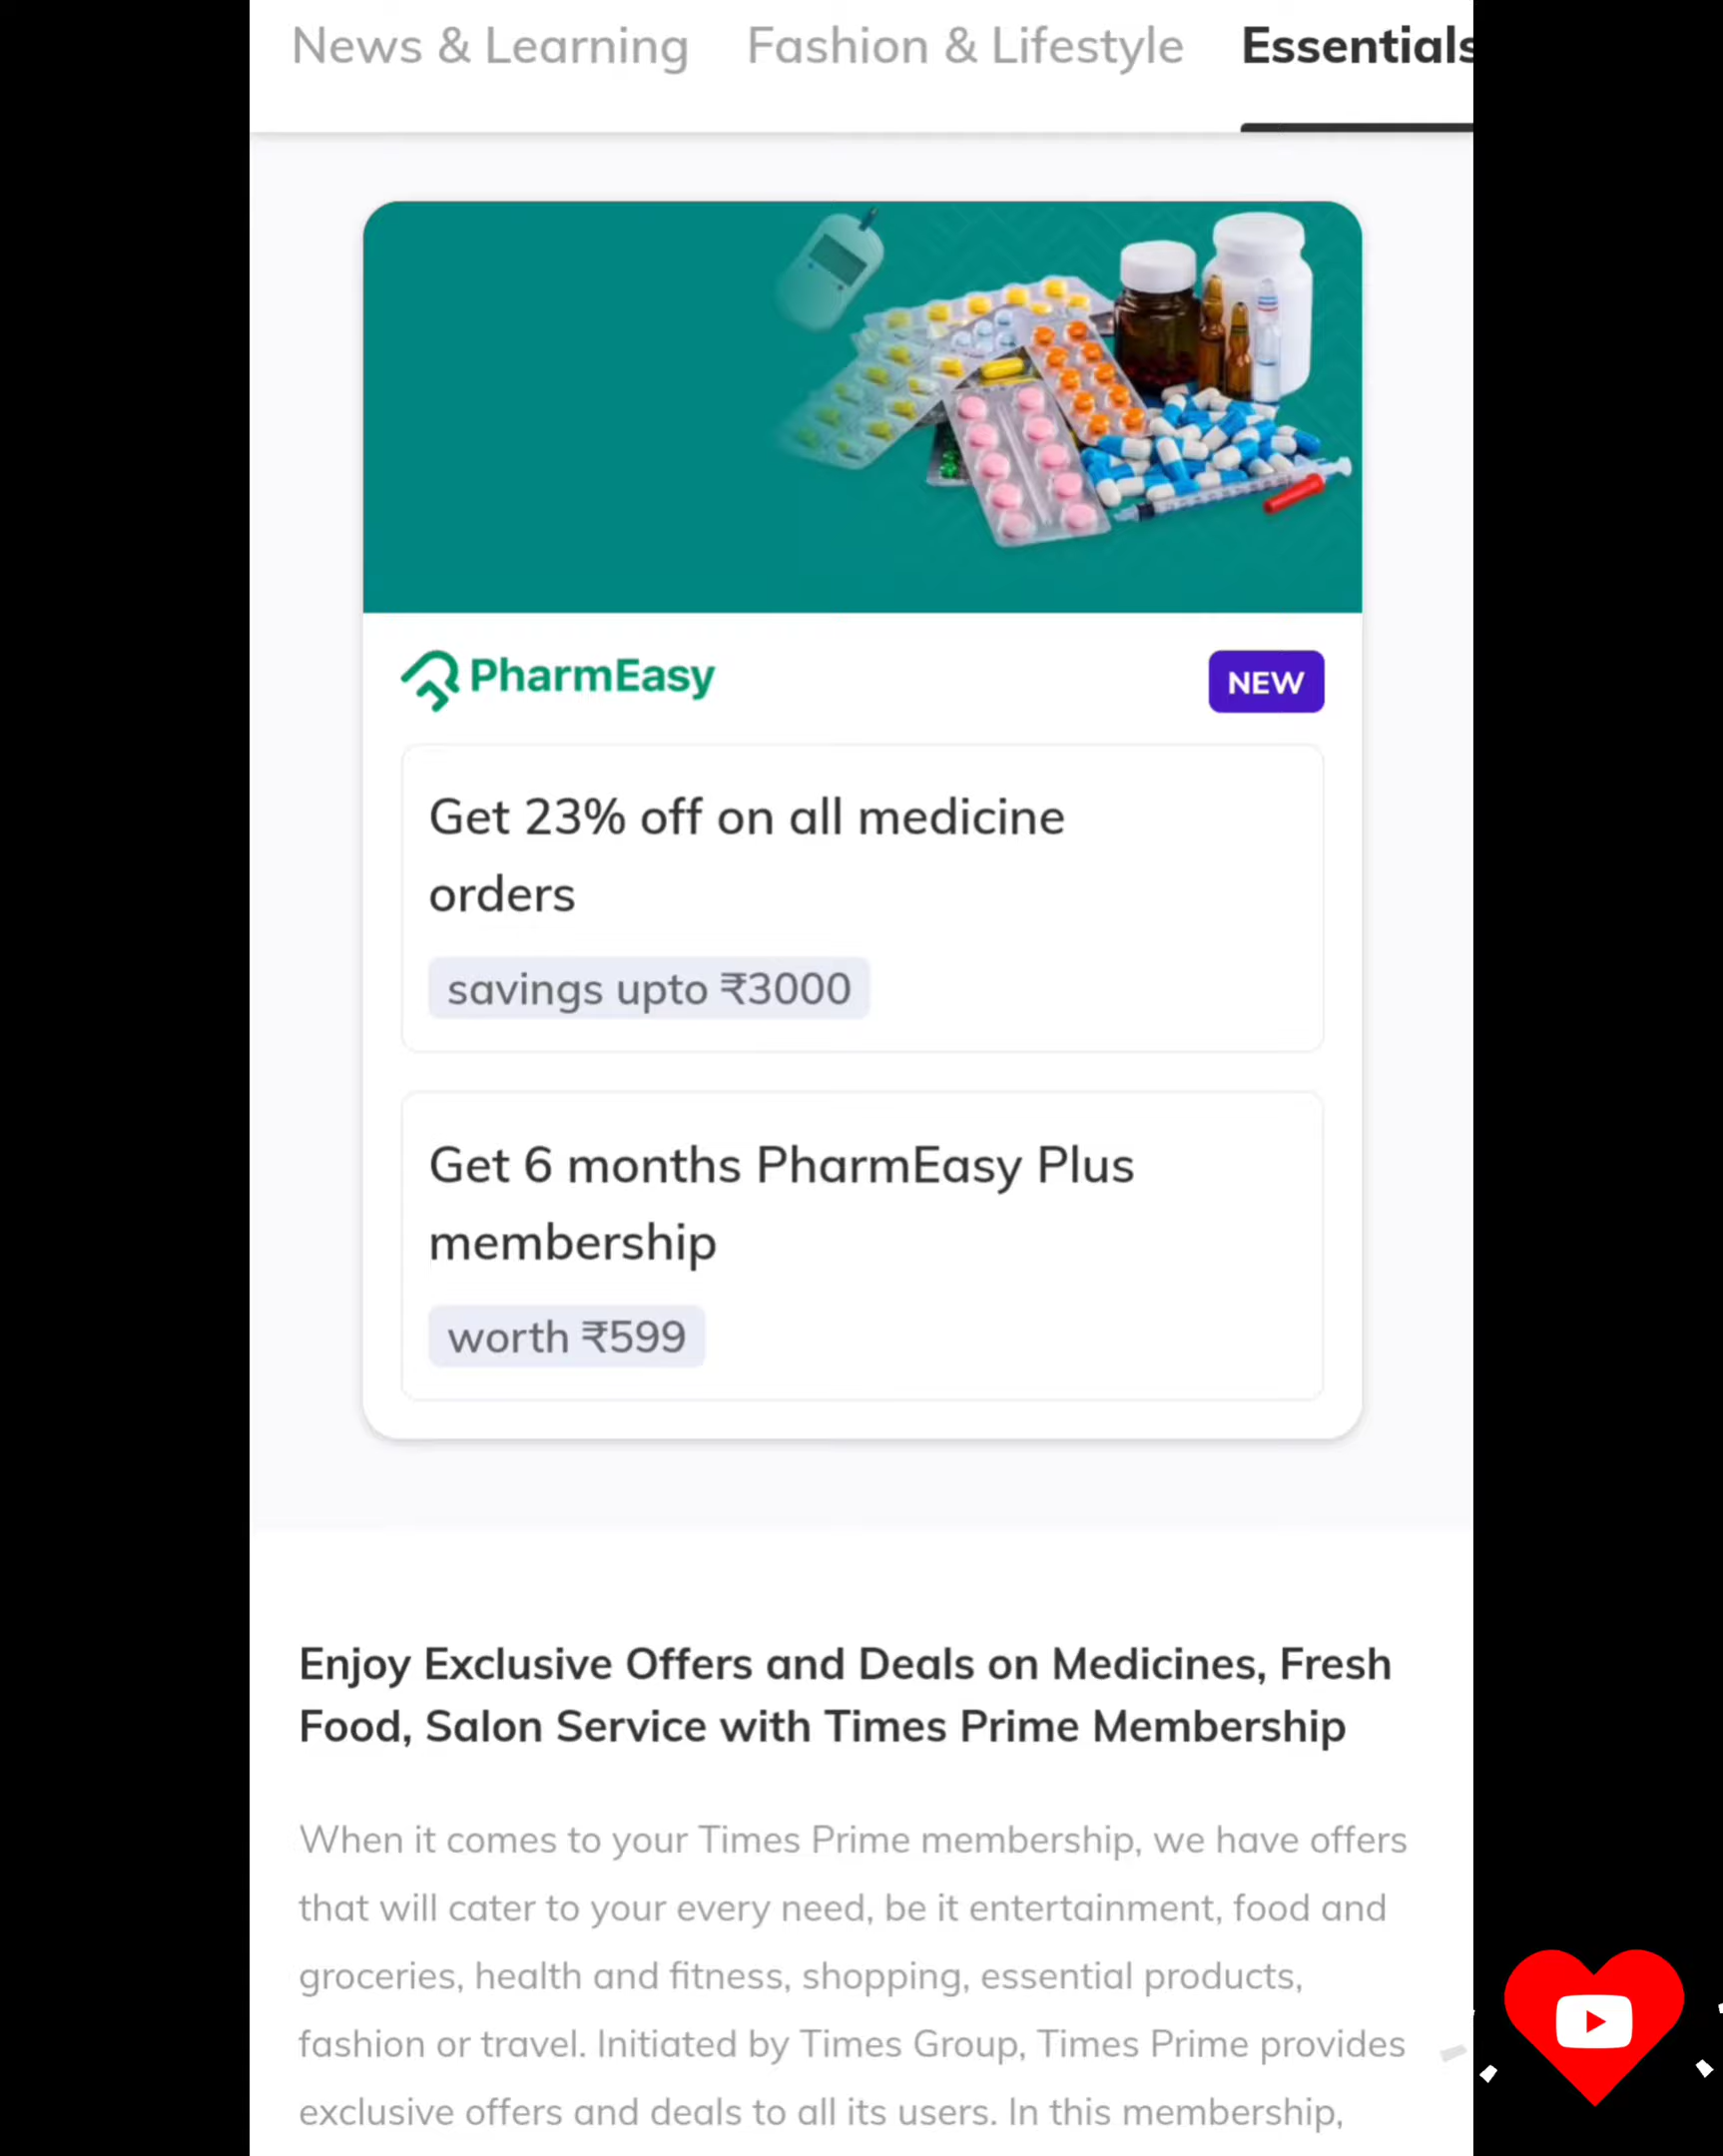 News & Learning Fashion & Lifestyle Essentials
PharmEasy NEW
Get 23% off on all medicine
orders
savings upto ₹3000
Get 6 months PharmEasy Plus
membership
worth ₹599
Enjoy Exclusive Offers and Deals on Medicines, Fresh
Food, Salon Service with Times Prime Membership
When it comes to your Times Prime membership, we have offers
that will cater to your every need, be it entertainment, food and
groceries, health and fitness, shopping, essential products,
fashion or travel. Initiated by Times Group, Times Prime provides
exclusive offers and deals to all its users. In this membership,